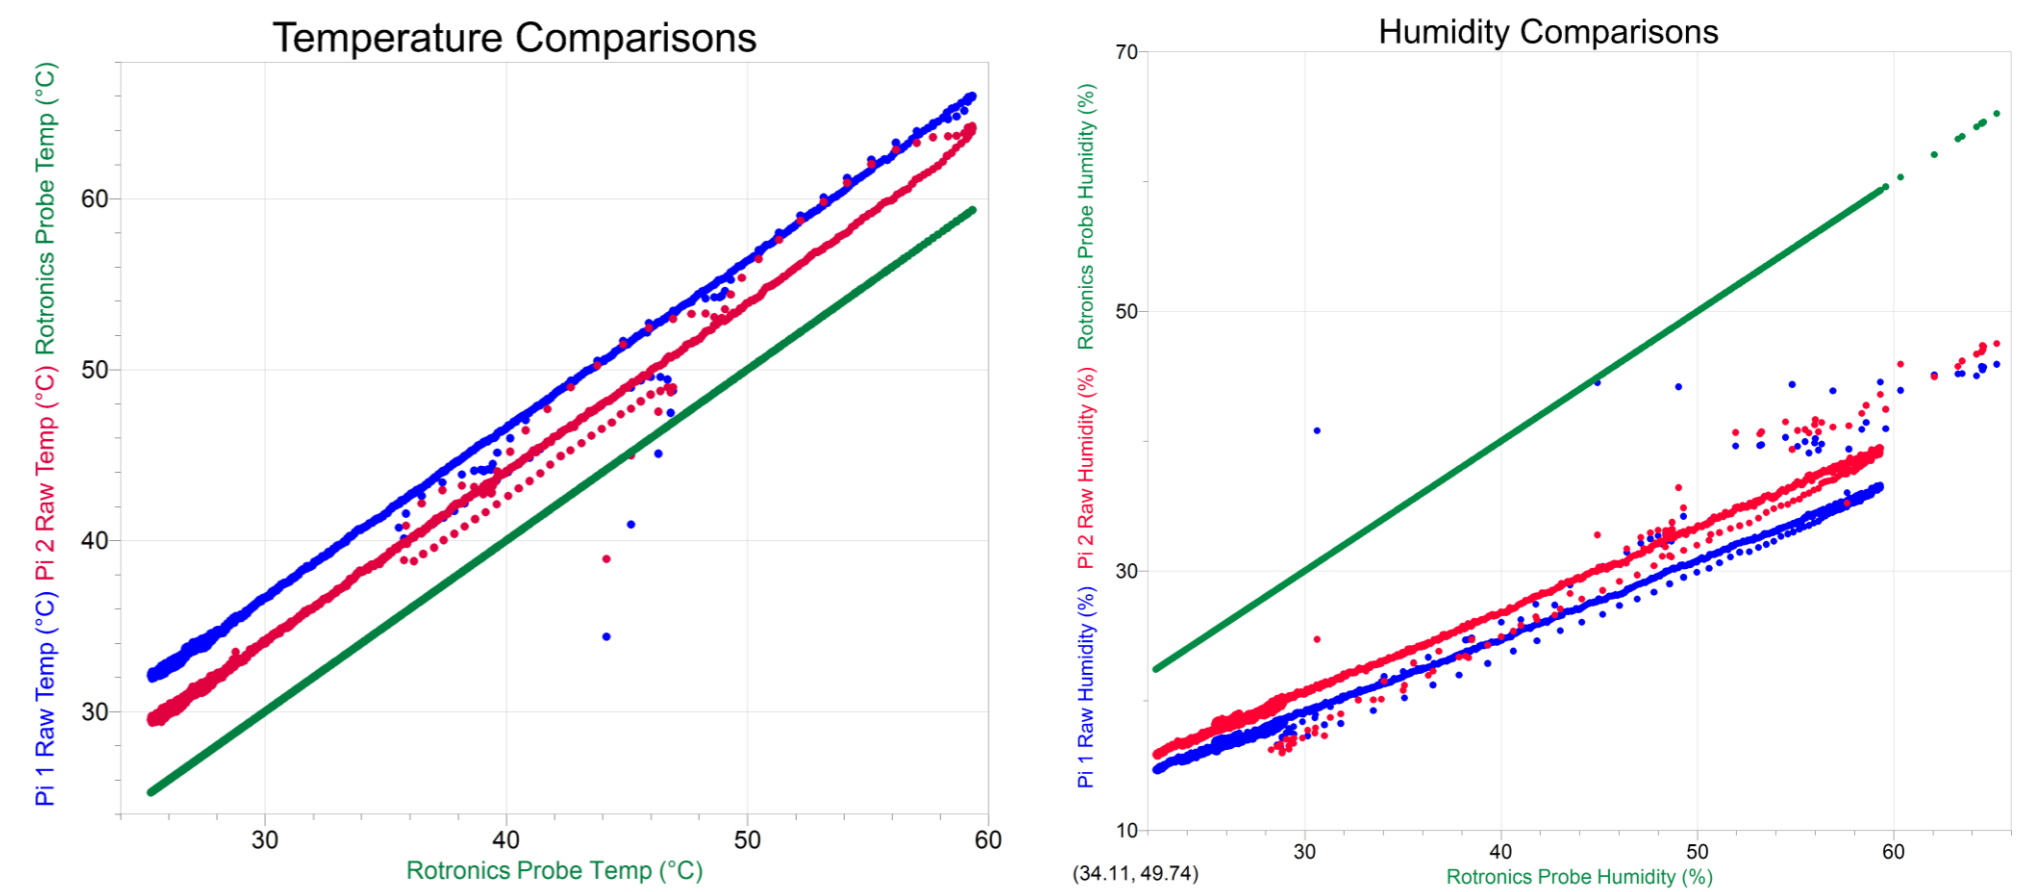 Temperature Comparisons
Pi 1 Raw Temp (°C) Pi 2 Raw Temp (°C) Rotronics Probe Temp (°C)
60
50
40
30
30 40 50 60
Rotronics Probe Temp (°C)
Humidity Comparisons
Pi 1 Raw Humidity (%) Pi 2 Raw Humidity (%) Rotronics Probe Humidity (%)
70
50
30
10
30 40 50 60
(34.11, 49.74)
Rotronics Probe Humidity (%)